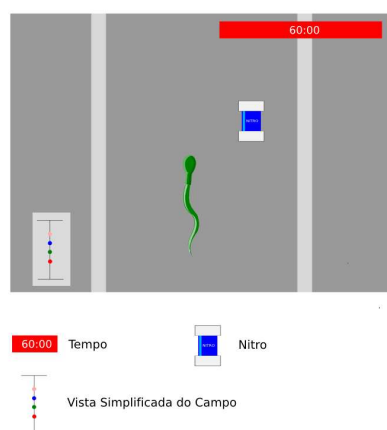 60:00
NITRO
60:00 Tempo
NITRO Nitro
Vista Simplificada do Campo